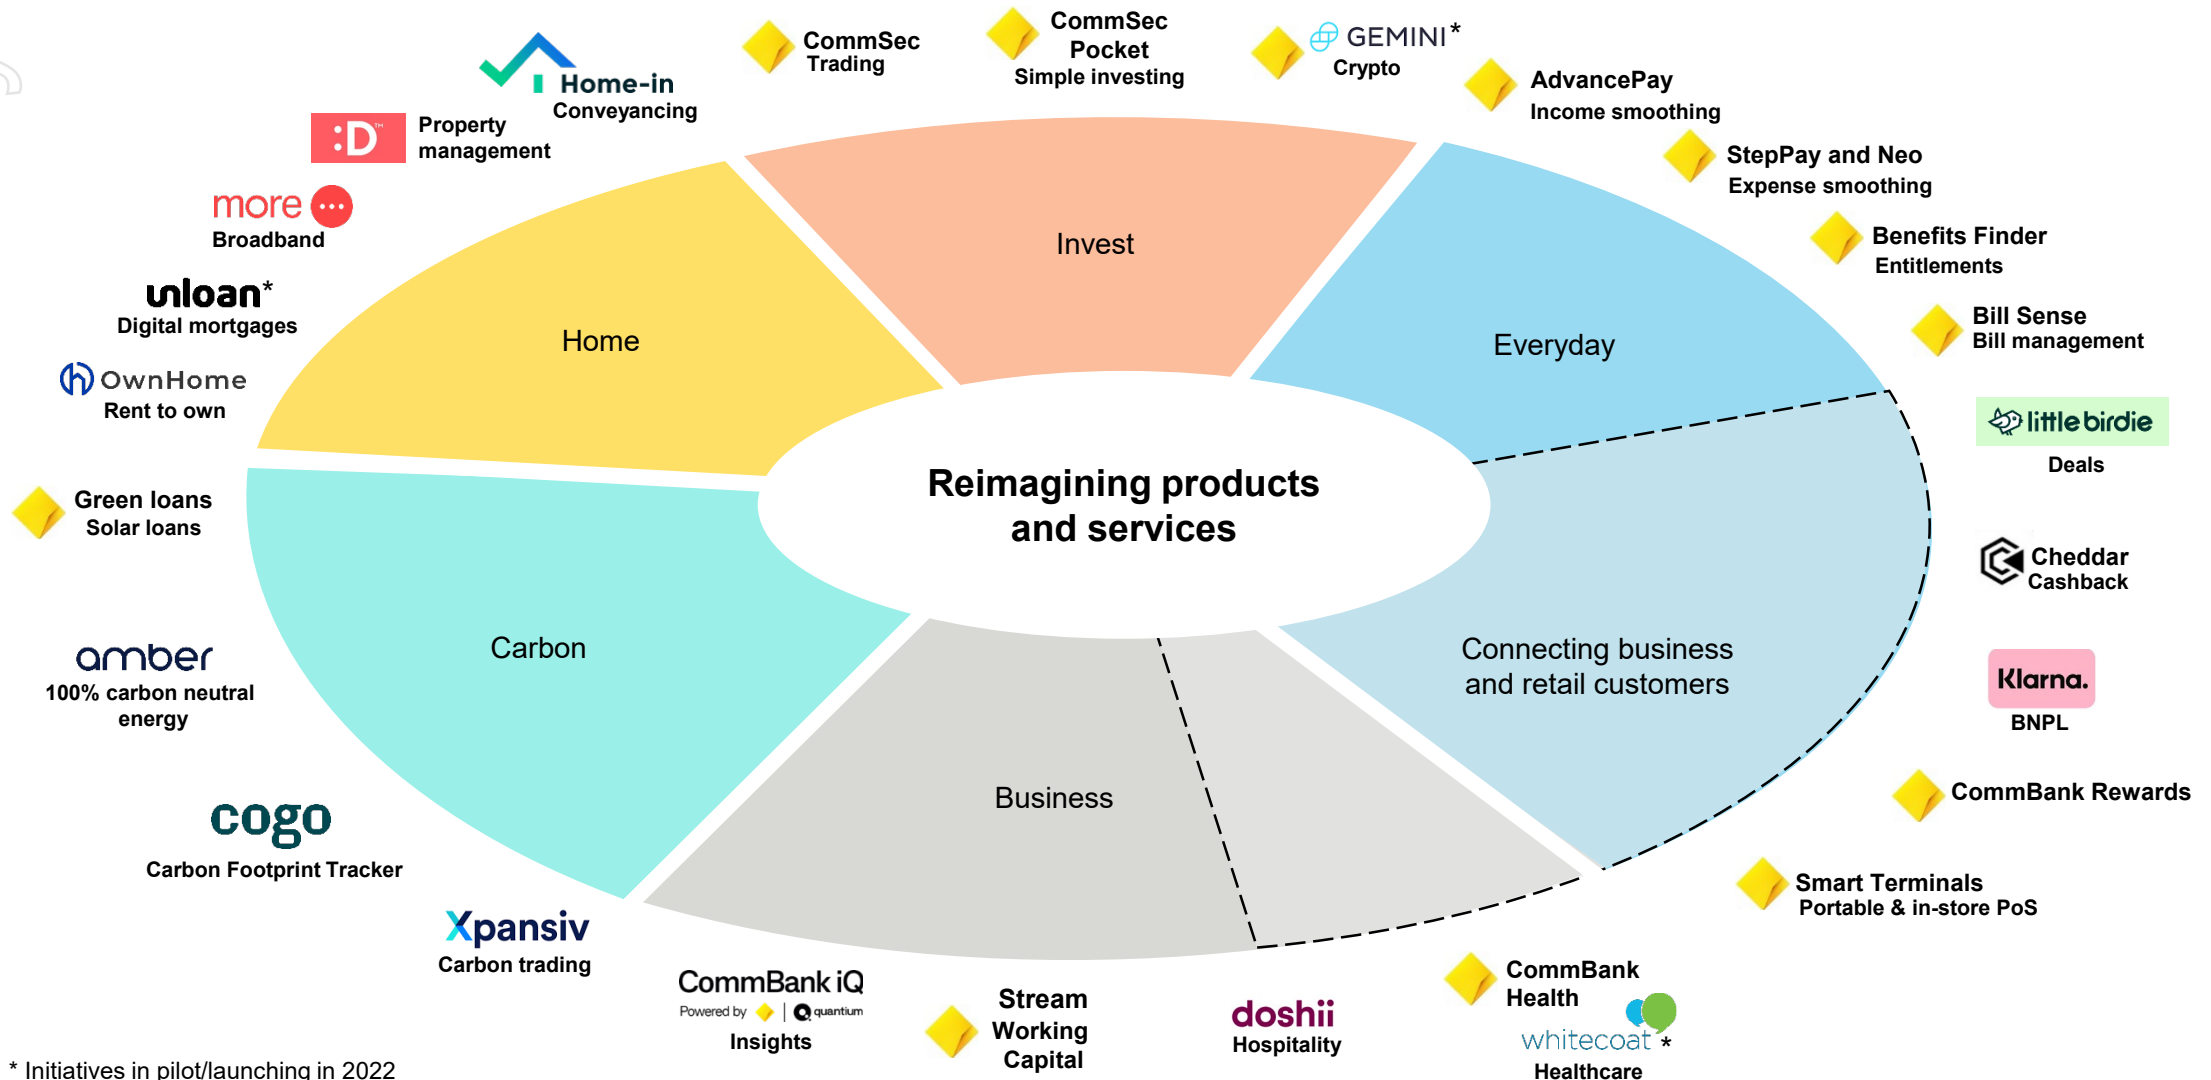 CommSec
Trading
CommSec
Pocket
Simple investing
GEMINI*
Crypto
AdvancePay
Income smoothing
StepPay and Neo
Expense smoothing
Benefits Finder
Entitlements
Bill Sense
Bill management
little birdie
Deals
Cheddar
Cashback
Klarna.
BNPL
CommBank Rewards
Smart Terminals
Portable & in-store PoS
CommBank
Health
whitecoat *
Healthcare
doshii
Hospitality
Stream
Working
Capital
CommBank iQ
Powered by | quantium
Insights
Xpansiv
Carbon trading
cogo
Carbon Footprint Tracker
amber
100% carbon neutral
energy
Green loans
Solar loans
OwnHome
Rent to own
unloan*
Digital mortgages
more
Broadband
:D™
Property
management
Home-in
Conveyancing
Invest
Home
Everyday
Reimagining products
and services
Carbon
Connecting business
and retail customers
Business
* Initiatives in pilot/launching in 2022